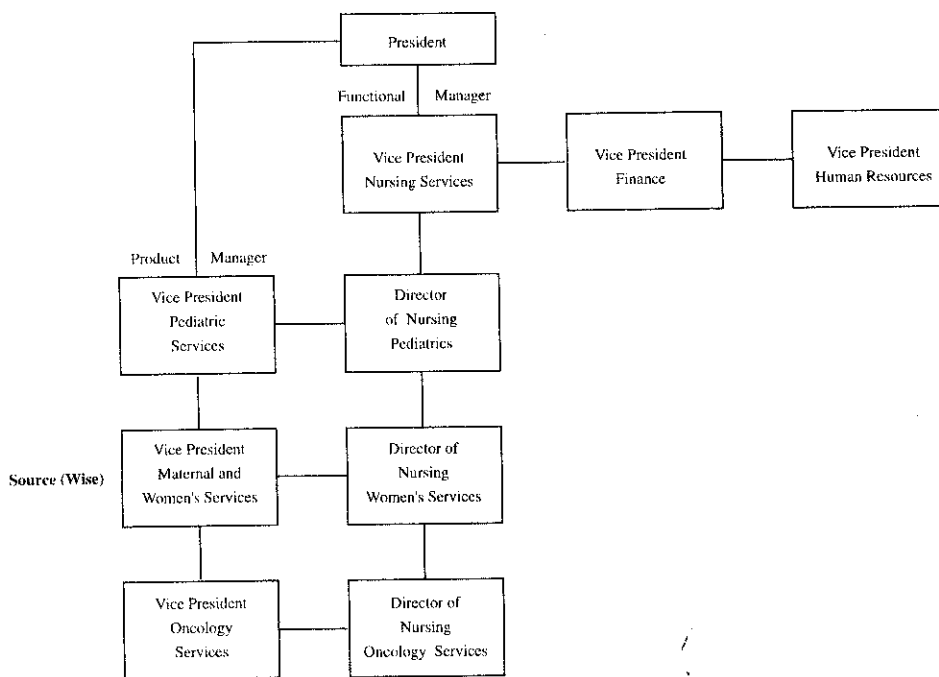 President
Functional Manager
Vice President
Nursing Services
Vice President
Finance
Vice President
Human Resources
Product Manager
Vice President
Pediatric
Services
Director
of Nursing
Pediatrics
Source (Wise)
Vice President
Maternal and
Women's Services
Director of
Nursing
Women's Services
Vice President
Oncology
Services
Director of
Nursing
Oncology Services